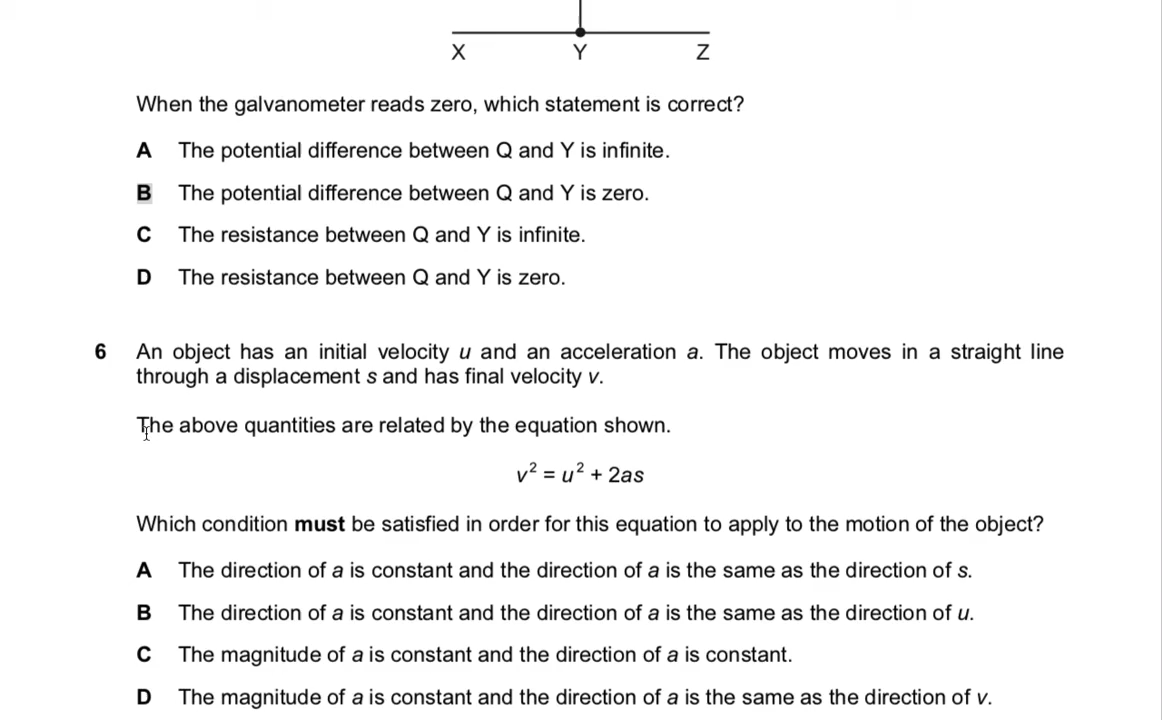 X Y Z
When the galvanometer reads zero, which statement is correct?
A The potential difference between Q and Y is infinite.
B The potential difference between Q and Y is zero.
C The resistance between Q and Y is infinite.
D The resistance between Q and Y is zero.
6 An object has an initial velocity u and an acceleration a. The object moves in a straight line
through a displacement s and has final velocity v.
The above quantities are related by the equation shown.
v² = u² + 2as
Which condition must be satisfied in order for this equation to apply to the motion of the object?
A The direction of a is constant and the direction of a is the same as the direction of s.
B The direction of a is constant and the direction of a is the same as the direction of u.
C The magnitude of a is constant and the direction of a is constant.
D The magnitude of a is constant and the direction of a is the same as the direction of v.